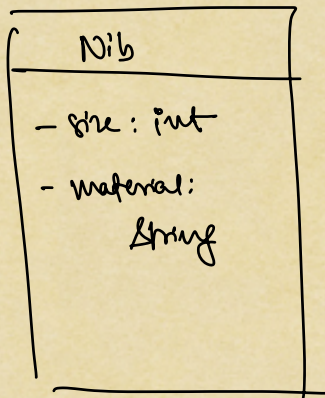 Nib
- size: int
- material:
String